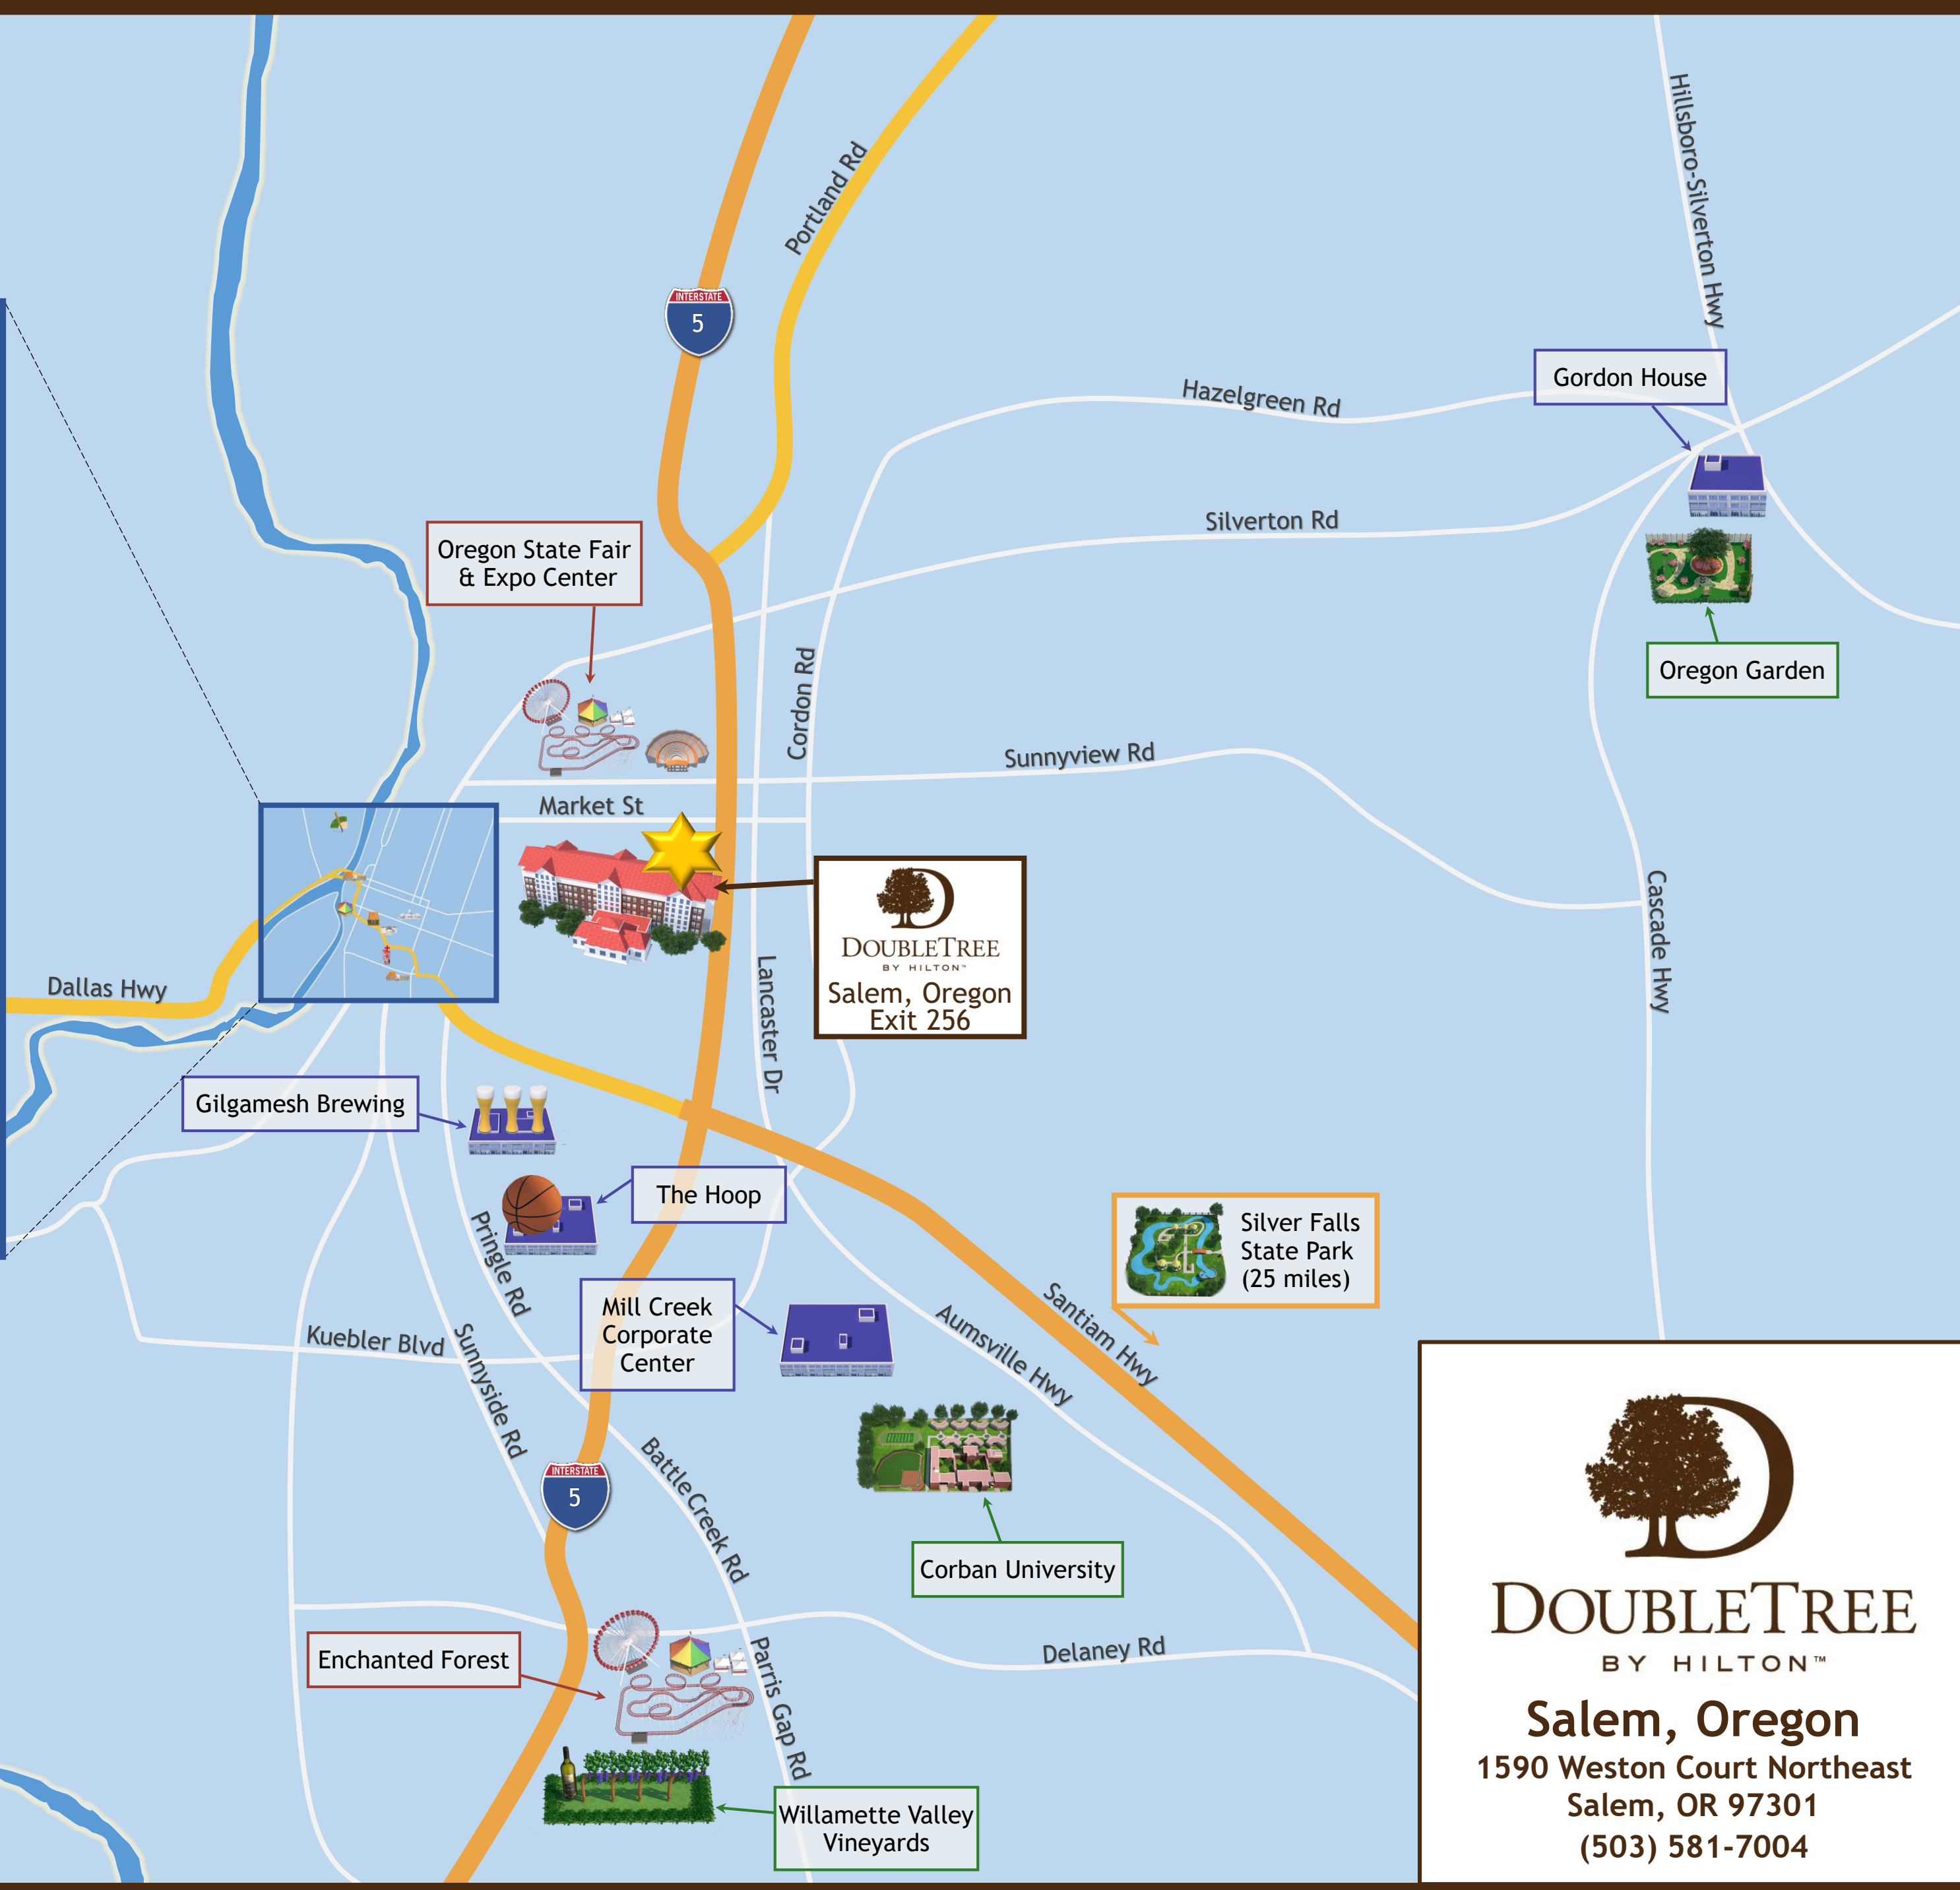 Hillsboro-Silverton Hwy
Portland Rd
INTERSTATE
5
Gordon House
Hazelgreen Rd
Silverton Rd
Oregon State Fair
& Expo Center
Oregon Garden
Cordon Rd
Sunnyview Rd
Market St
DOUBLETREE
BY HILTON™
Salem, Oregon
Exit 256
Cascade Hwy
Dallas Hwy
Lancaster Dr
Gilgamesh Brewing
The Hoop
Silver Falls
State Park
(25 miles)
Pringle Rd
Mill Creek
Corporate
Center
Santiam Hwy
Aumsville Hwy
Kuebler Blvd
Sunnyside Rd
Battle Creek Rd
INTERSTATE
5
Corban University
Enchanted Forest
Delaney Rd
Parris Gap Rd
Willamette Valley
Vineyards
DOUBLETREE
BY HILTON™
Salem, Oregon
1590 Weston Court Northeast
Salem, OR 97301
(503) 581-7004